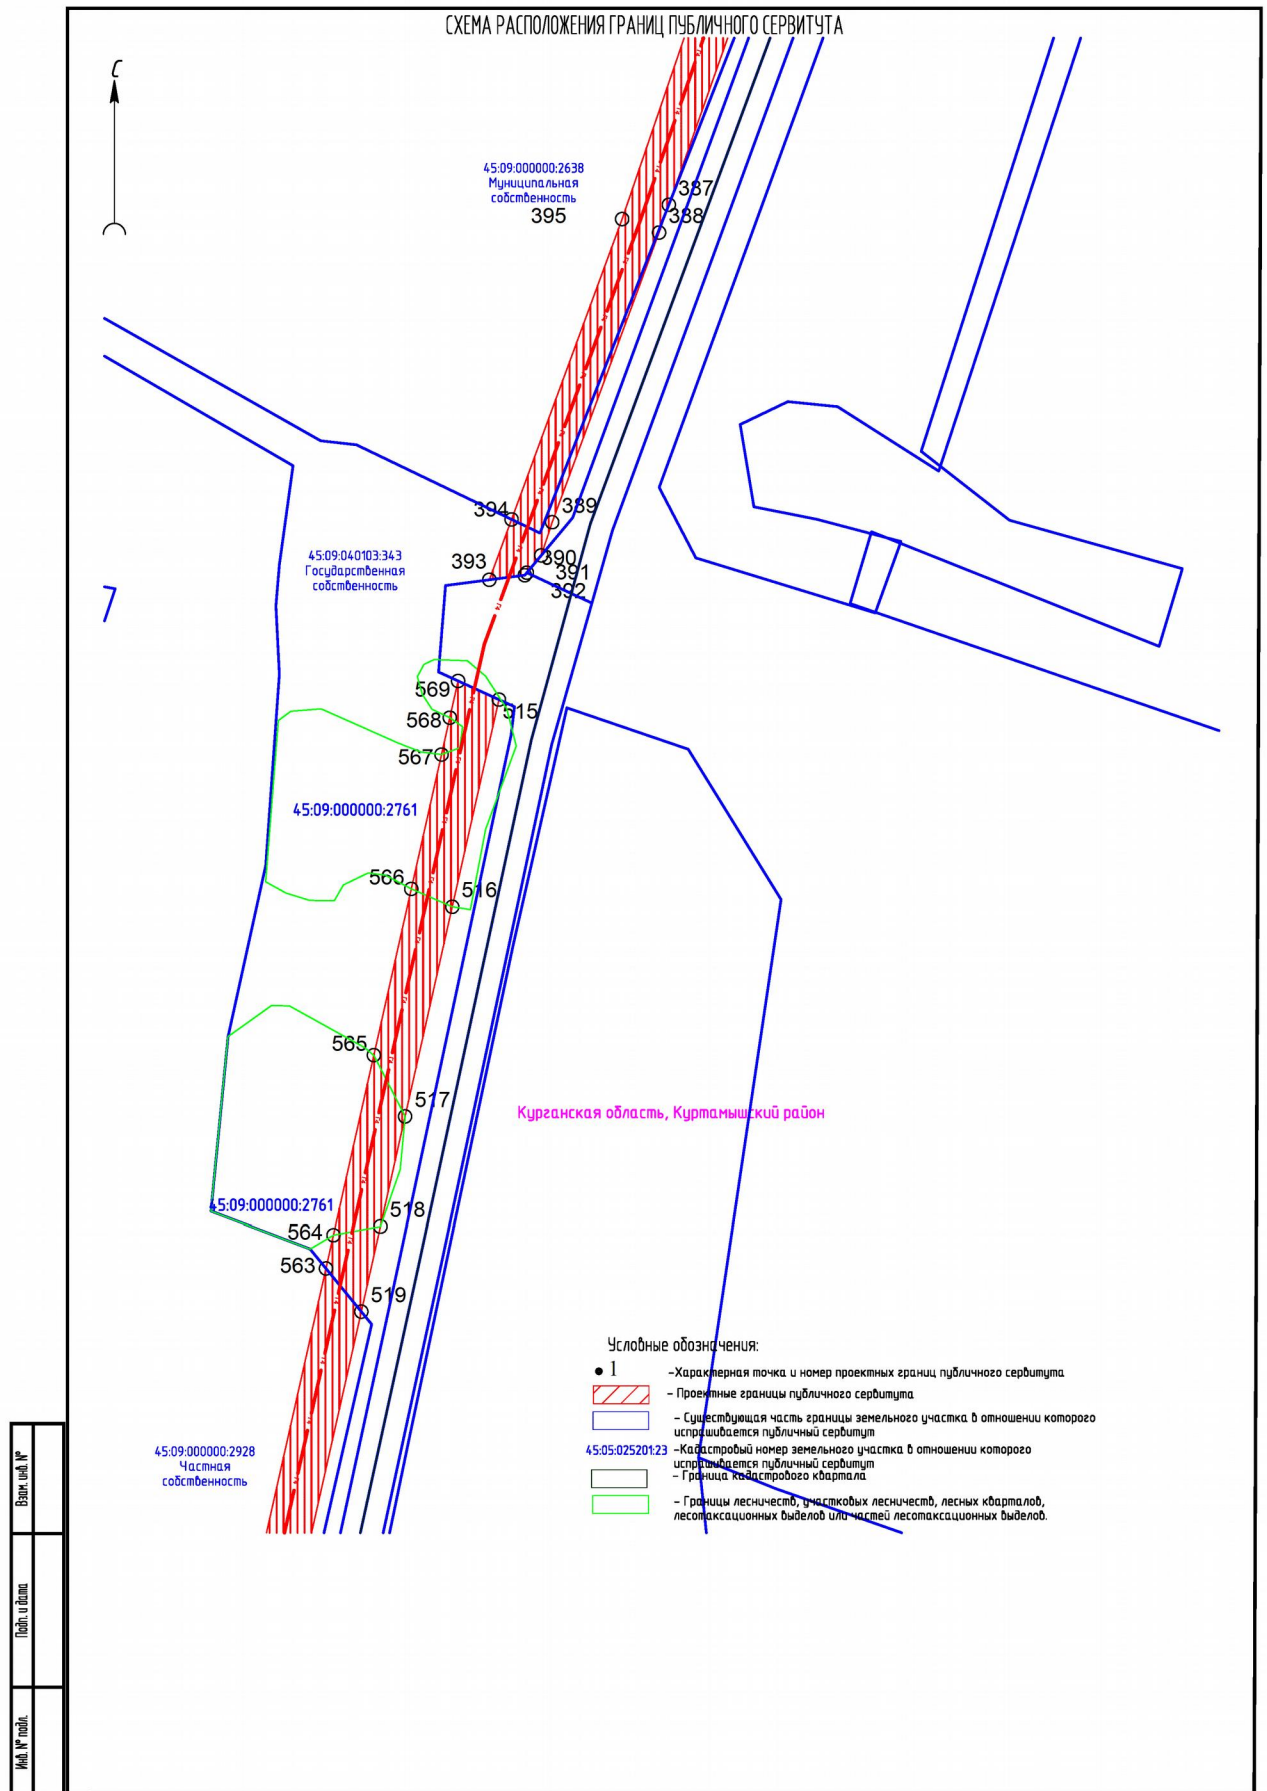 СХЕМА РАСПОЛОЖЕНИЯ ГРАНИЦ ПУБЛИЧНОГО СЕРВИТУТА
С
45:09:000000:2638
Муниципальная
собственность
387
395
388
394
389
45:09:040103:343
Государственная
собственность
393
390
391
392
569
515
568
567
45:09:000000:2761
566
516
565
517
Курганская область, Куртамышский район
45:09:000000:2761
518
564
563
519
Условные обозначения:
1 -Характерная точка и номер проектных границ публичного сервитута
- Проектные границы публичного сервитута
- Существующая часть границы земельного участка в отношении которого
испрашивается публичный сервитут
45:05:025201:23 -Кадастровый номер земельного участка в отношении которого
испрашивается публичный сервитут
- Граница кадастрового квартала
- Границы лесничеств, участковых лесничеств, лесных кварталов,
лесотаксационных выделов или частей лесотаксационных выделов.
45:09:000000:2928
Частная
собственность
Взам. инв. №
Подп. и дата
Инв. № подл.